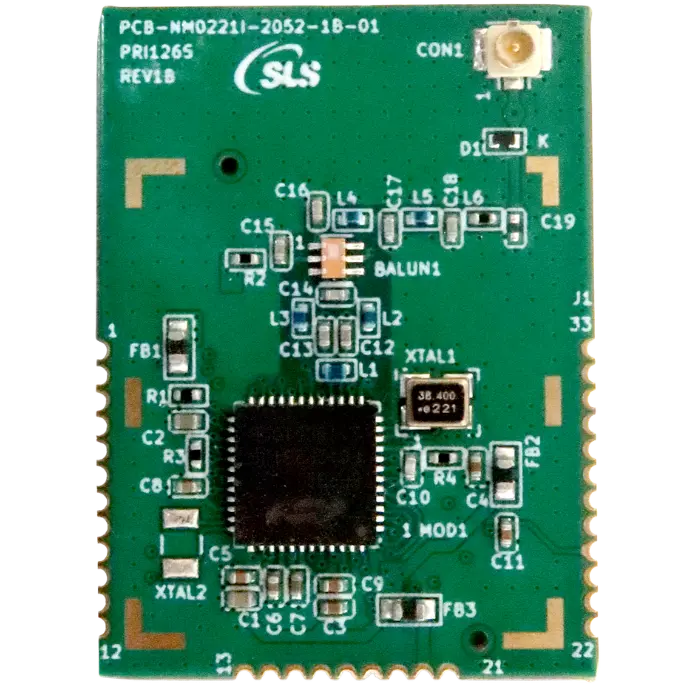 PCB-NM0221I-2052-1B-01
PRI126S
REV1B
SLS
CON1
1
D1
K
C16
L4
C17
L5
C18
L6
C19
C15
1
R2
BALUN1
C14
L3
L2
C13
C12
L1
J1
33
1
FB1
XTAL1
38.400
221
R1
C2
R3
C8
C10
R4
C4
FB2
1 MOD1
C11
C5
XTAL2
C1
C6
C7
C9
C3
FB3
12
13
21
22